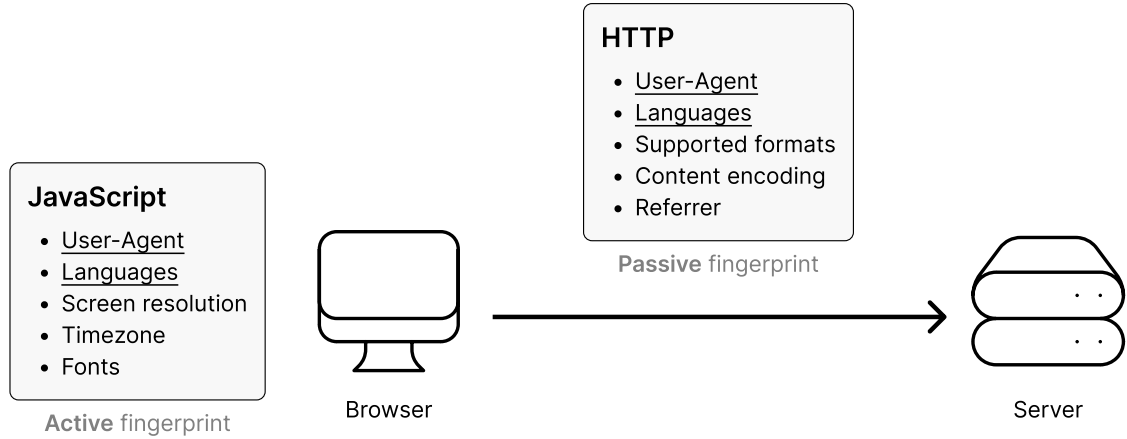 HTTP
• User-Agent
• Languages
• Supported formats
• Content encoding
• Referrer
Passive fingerprint
JavaScript
• User-Agent
• Languages
• Screen resolution
• Timezone
• Fonts
Active fingerprint
Browser
Server